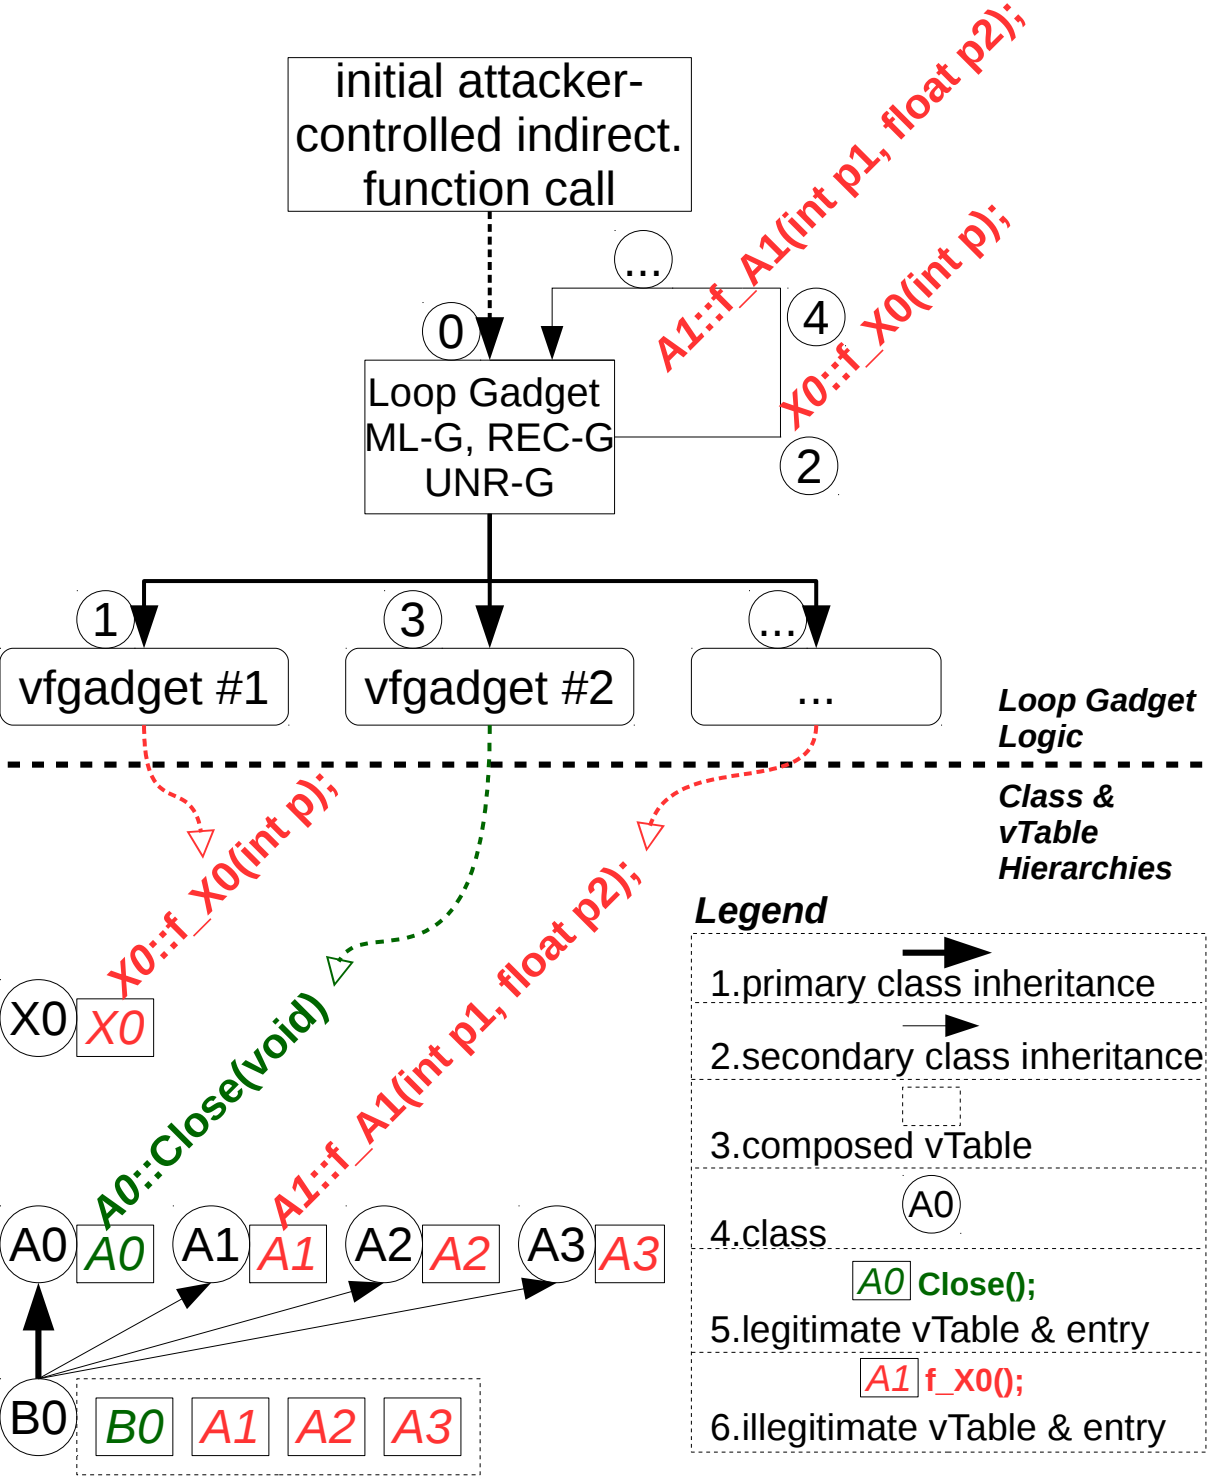 initial attacker-
controlled indirect.
function call
A1::f_A1(int p1, float p2);
X0::f_X0(int p);
...
0
4
Loop Gadget
ML-G, REC-G
UNR-G
2
1
3
...
vfgadget #1
vfgadget #2
...
Loop Gadget
Logic
Class &
vTable
Hierarchies
X0::f_X0(int p);
A0::Close(void)
A1::f_A1(int p1, float p2);
X0
X0
A0
A0
A1
A1
A2
A2
A3
A3
B0
B0
A1
A2
A3
Legend
1.primary class inheritance
2.secondary class inheritance
3.composed vTable
A0
4.class
A0 Close();
5.legitimate vTable & entry
A1 f_X0();
6.illegitimate vTable & entry